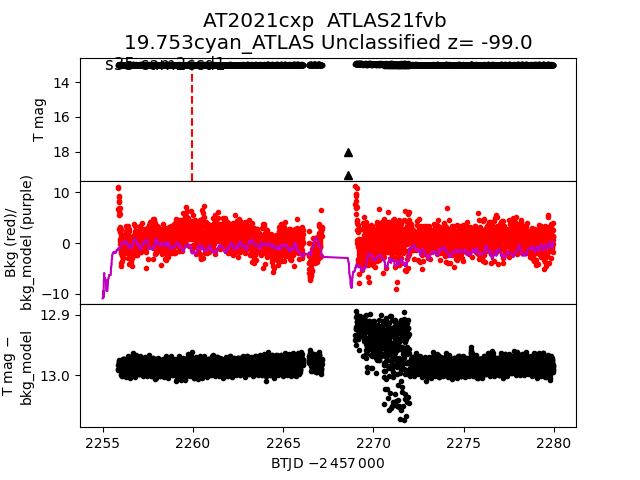 AT2021cxp ATLAS21fvb
19.753cyan_ATLAS Unclassified z= -99.0
14
16
18
T mag
10
0
−10
Bkg (red)/
bkg_model (purple)
12.9
13.0
T mag −
bkg_model
2255 2260 2265 2270 2275 2280
BTJD −2 457 000